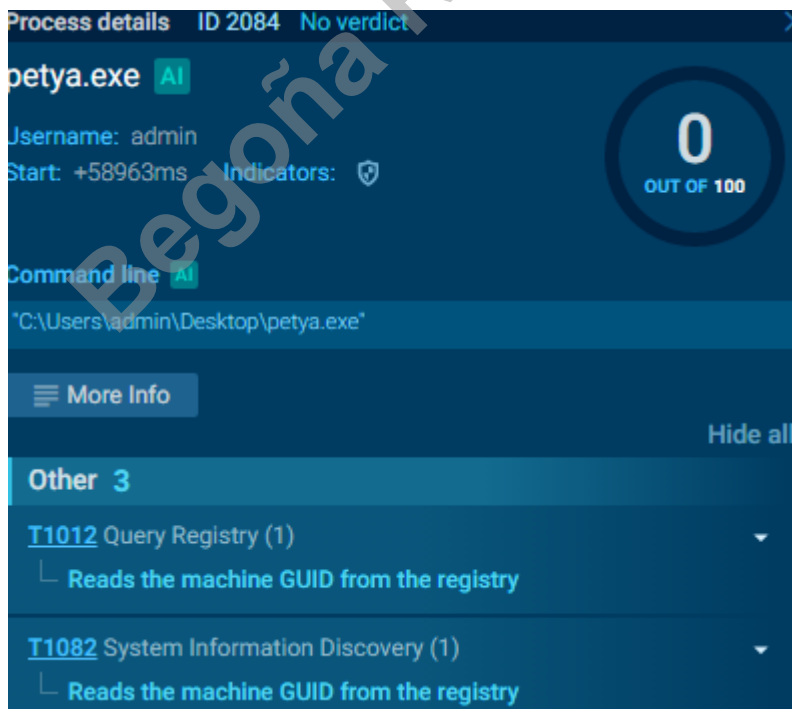 Process details ID 2084 No verdict
petya.exe AI
Username: admin
Start: +58963ms Indicators:
0
OUT OF 100
Command line AI
"C:\Users\admin\Desktop\petya.exe"
More Info
Hide all
Other 3
T1012 Query Registry (1)
Reads the machine GUID from the registry
T1082 System Information Discovery (1)
Reads the machine GUID from the registry
Begoña